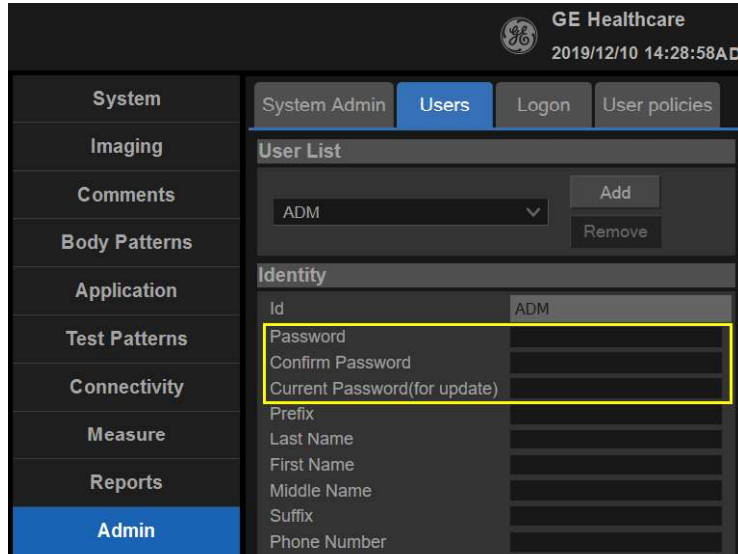 GE Healthcare
2019/12/10 14:28:58AD
System
Imaging
Comments
Body Patterns
Application
Test Patterns
Connectivity
Measure
Reports
Admin
System Admin Users Logon User policies
User List
ADM Add
Remove
Identity
Id ADM
Password
Confirm Password
Current Password(for update)
Prefix
Last Name
First Name
Middle Name
Suffix
Phone Number